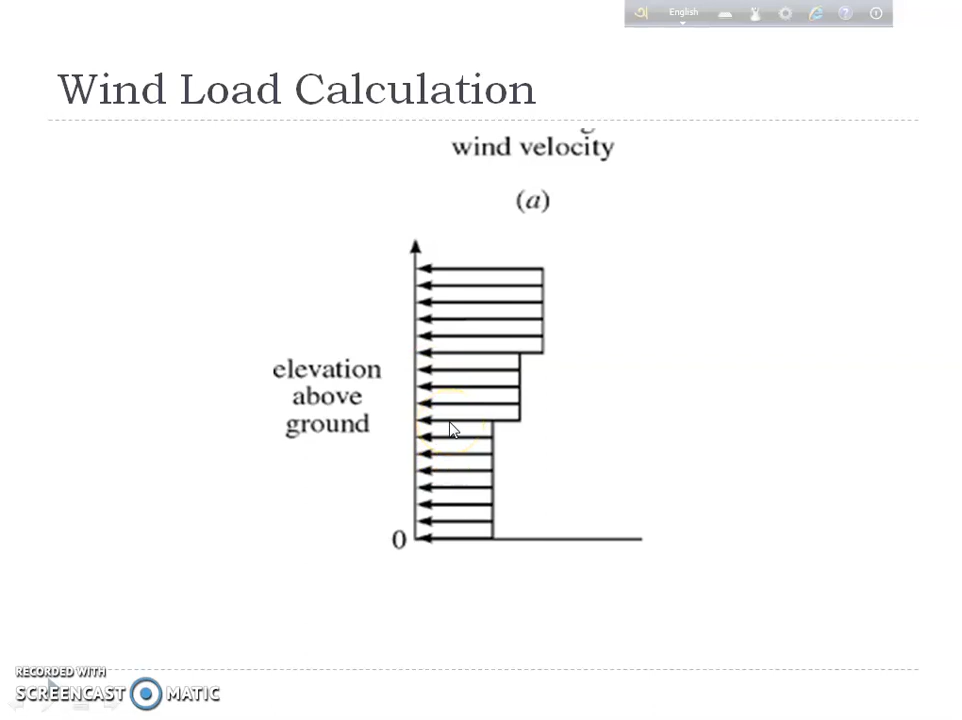 অ English
Wind Load Calculation
wind velocity
(a)
elevation
above
ground
0
RECORDED WITH
SCREENCAST MATIC